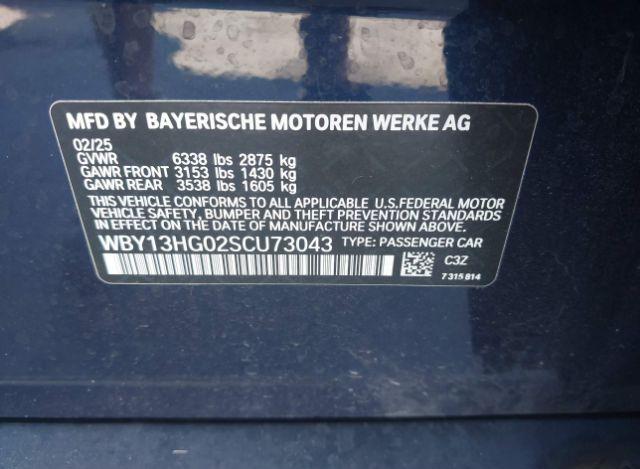 MFD BY BAYERISCHE MOTOREN WERKE AG
02/25
GVWR 6338 lbs 2875 kg
GAWR FRONT 3153 lbs 1430 kg
GAWR REAR 3538 lbs 1605 kg
THIS VEHICLE CONFORMS TO ALL APPLICABLE U.S.FEDERAL MOTOR
VEHICLE SAFETY, BUMPER AND THEFT PREVENTION STANDARDS
IN EFFECT ON THE DATE OF MANUFACTURE SHOWN ABOVE.
WBY13HG02SCU73043 TYPE: PASSENGER CAR
C3Z
7315814